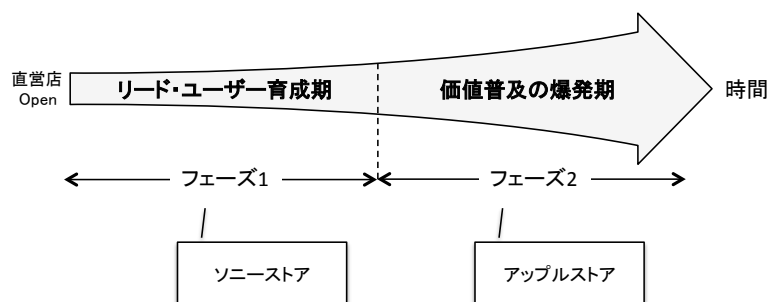 直営店
Open
リード・ユーザー育成期
価値普及の爆発期
時間
フェーズ1
フェーズ2
ソニーストア
アップルストア